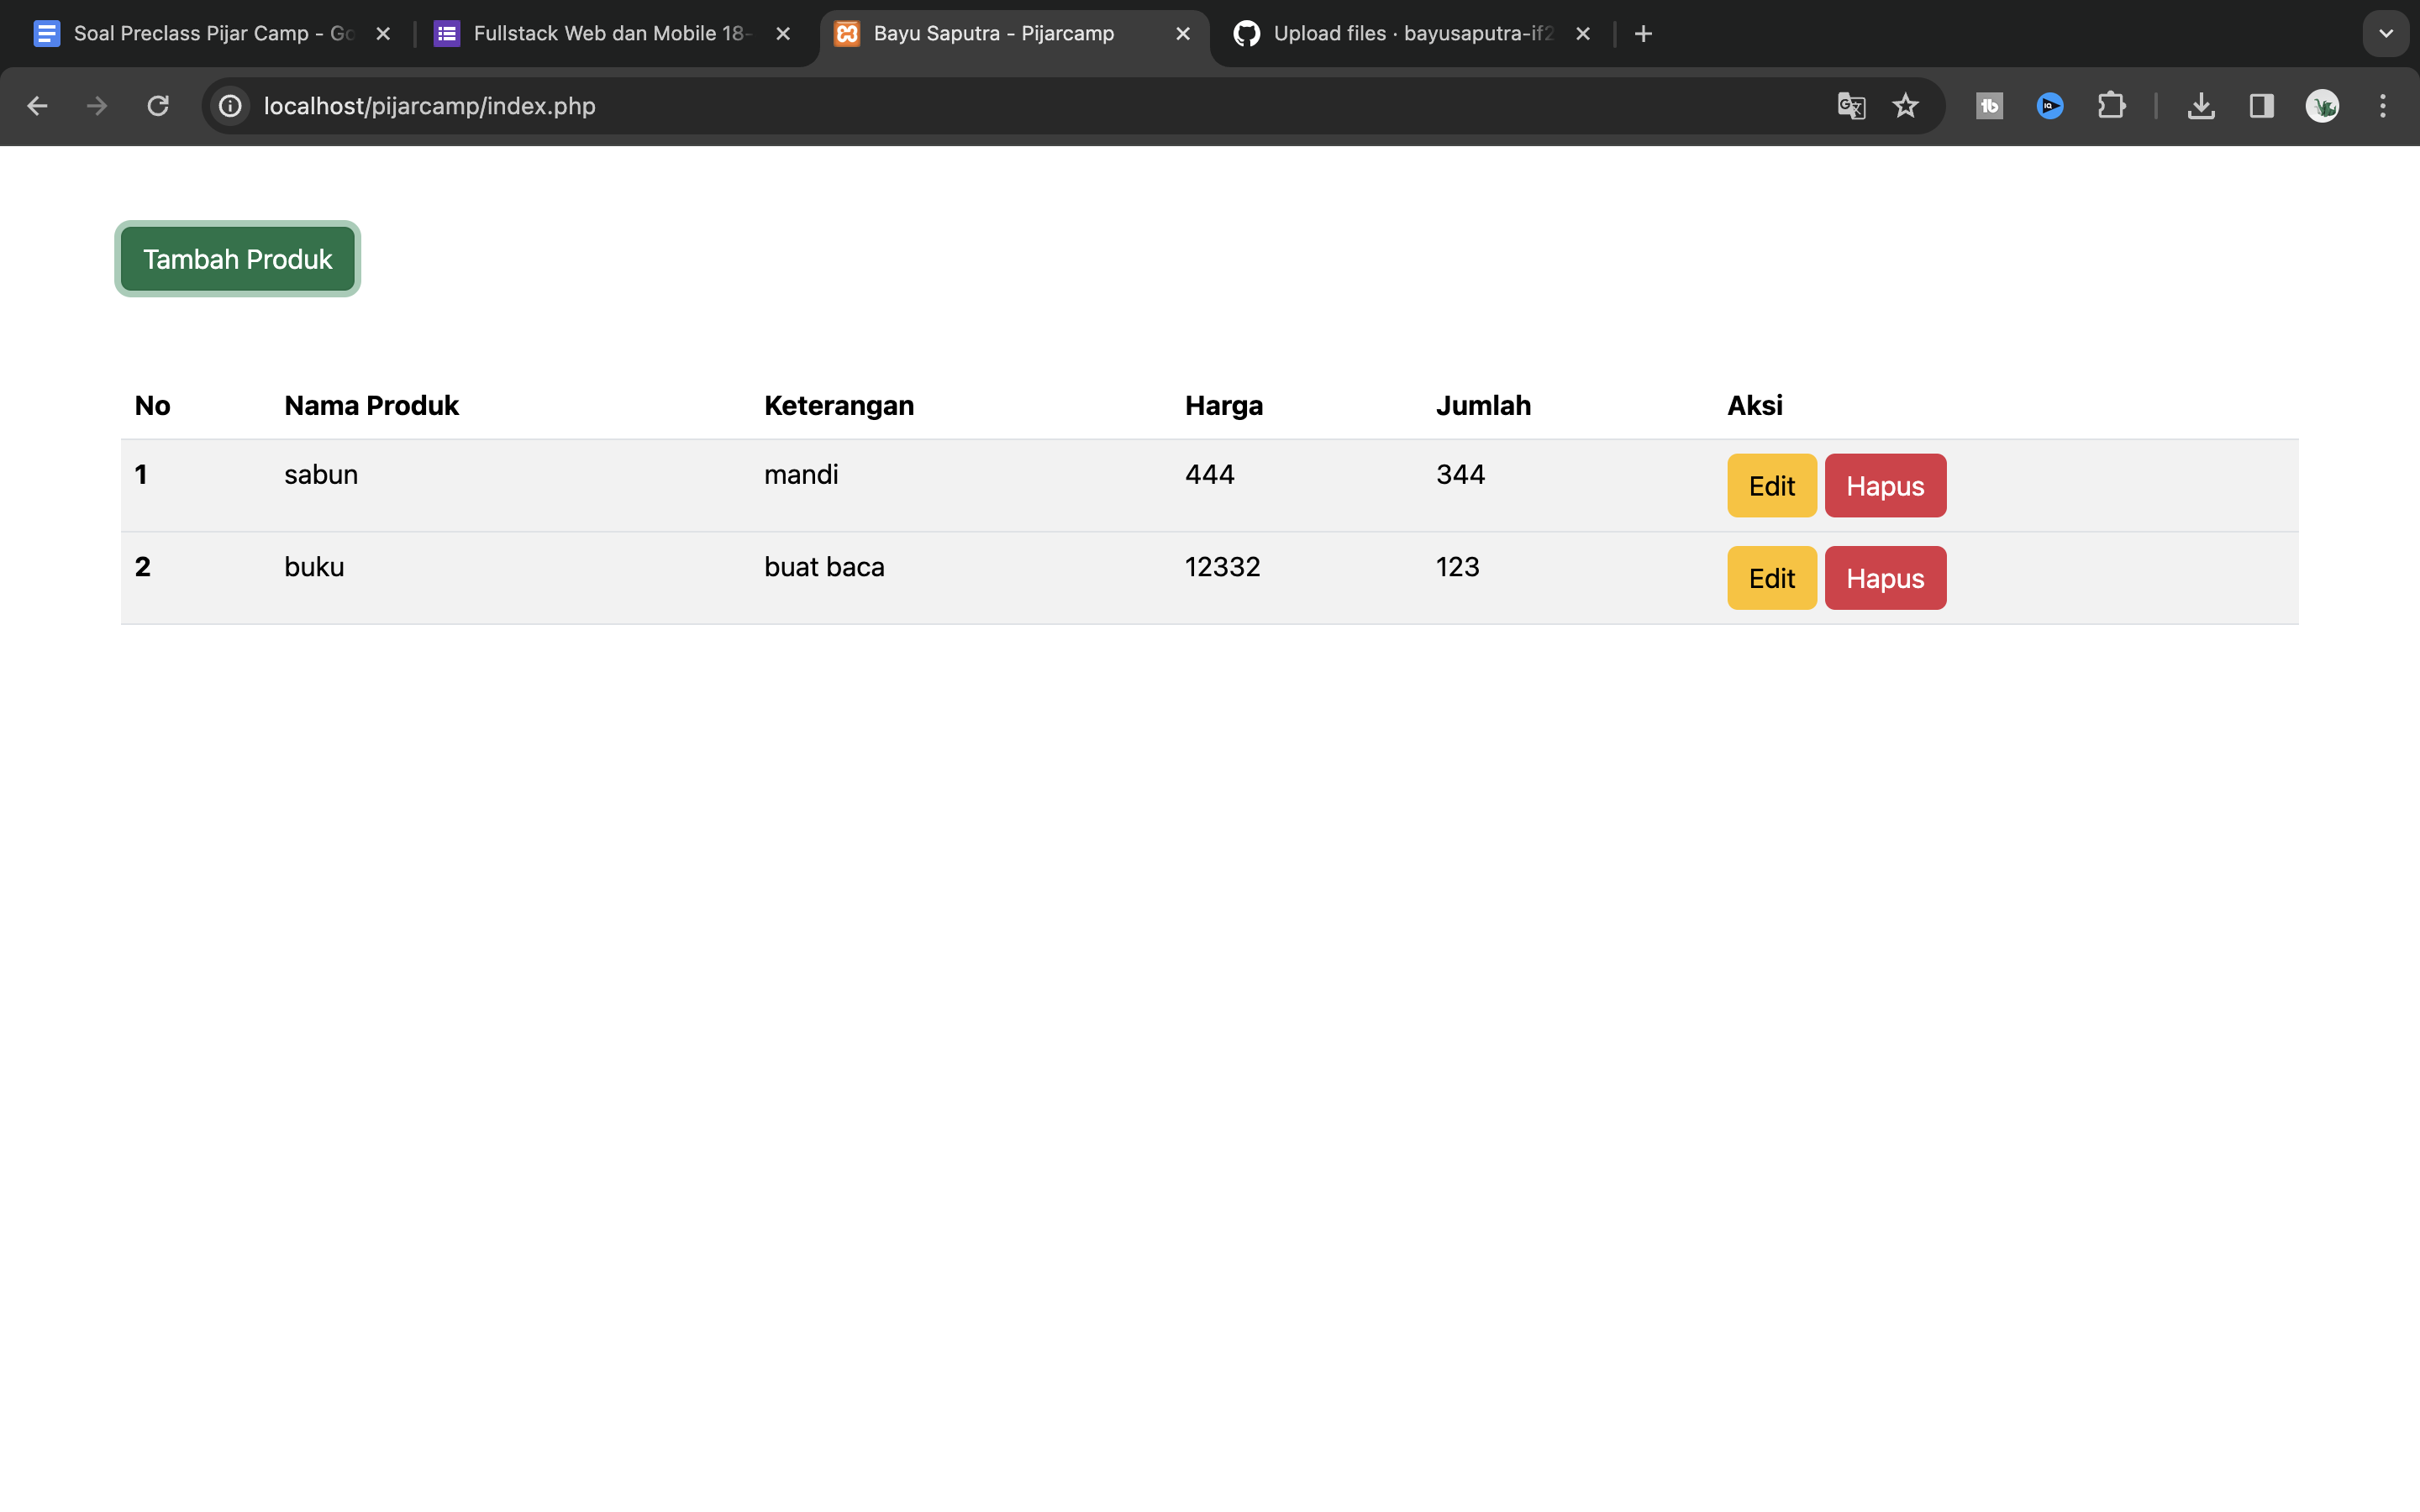 Soal Preclass Pijar Camp - Go
Fullstack Web dan Mobile 18-
Bayu Saputra - Pijarcamp
Upload files · bayusaputra-if2
localhost/pijarcamp/index.php
Tambah Produk
No Nama Produk Keterangan Harga Jumlah Aksi
1 sabun mandi 444 344 Edit Hapus
2 buku buat baca 12332 123 Edit Hapus